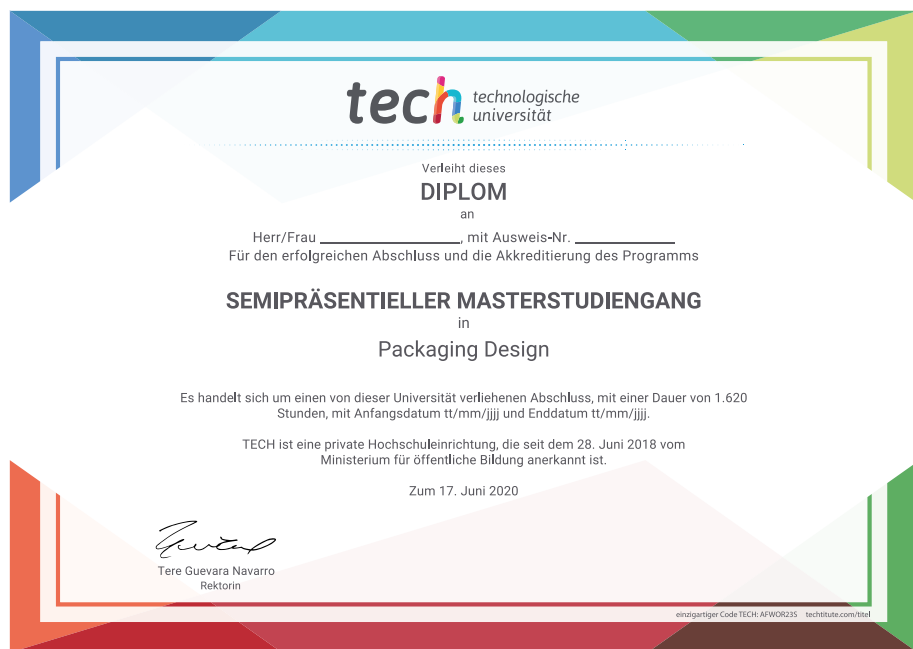 tech technologische
universität
Verleiht dieses
DIPLOM
an
Herr/Frau ____________________, mit Ausweis-Nr. ______________
Für den erfolgreichen Abschluss und die Akkreditierung des Programms
SEMIPRÄSENTIELLER MASTERSTUDIENGANG
in
Packaging Design
Es handelt sich um einen von dieser Universität verliehenen Abschluss, mit einer Dauer von 1.620
Stunden, mit Anfangsdatum tt/mm/jjjj und Enddatum tt/mm/jjjj.
TECH ist eine private Hochschuleinrichtung, die seit dem 28. Juni 2018 vom
Ministerium für öffentliche Bildung anerkannt ist.
Zum 17. Juni 2020
Tere Guevara Navarro
Rektorin
einzigartiger Code TECH: AFWOR23S techtitute.com/titel